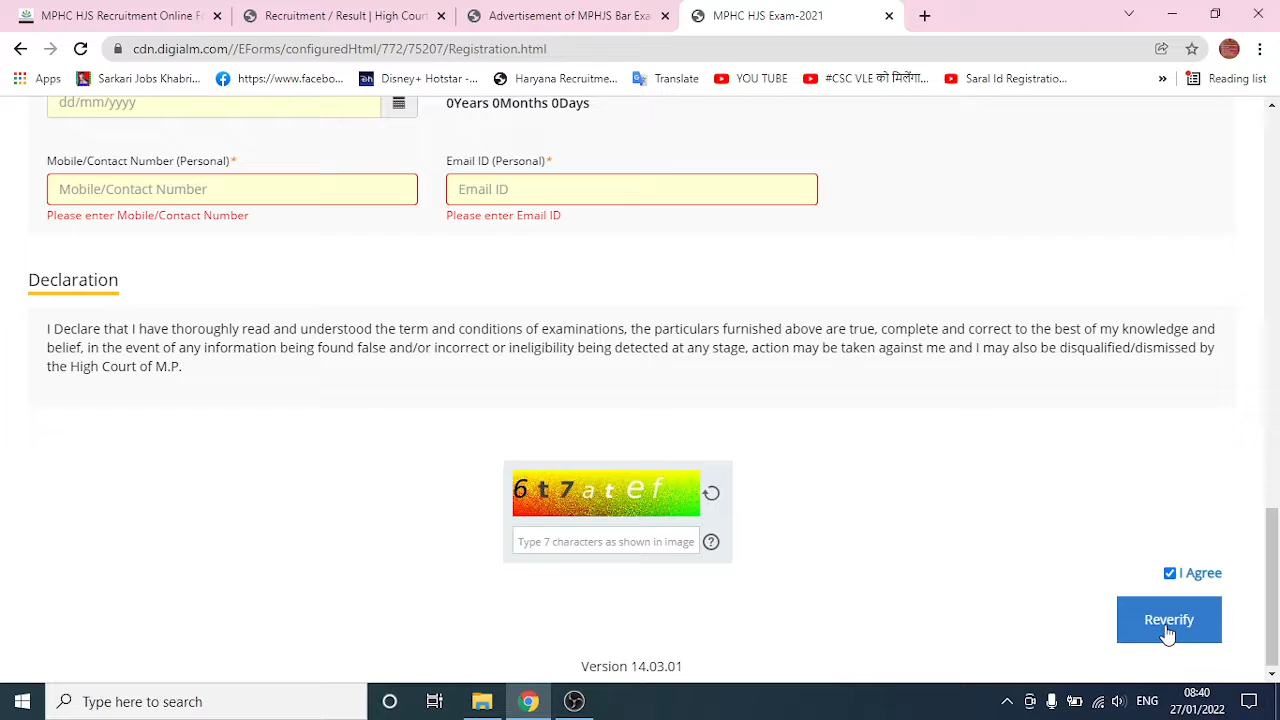 MPHC HJS Recruitment Online F
Recruitment / Result | High Court
Advertisement of MPHJS Bar Exa
MPHC HJS Exam-2021
cdn.digialm.com//EForms/configuredHtml/772/75207/Registration.html
Apps
Sarkari Jobs Khabri...
https://www.facebo...
Disney+ Hotstar -...
Haryana Recruitme...
Translate
YOU TUBE
#CSC VLE को मिलेंगा...
Saral Id Registratio...
»
Reading list
dd/mm/yyyy
0Years 0Months 0Days
Mobile/Contact Number (Personal)*
Email ID (Personal)*
Mobile/Contact Number
Email ID
Please enter Mobile/Contact Number
Please enter Email ID
Declaration
I Declare that I have thoroughly read and understood the term and conditions of examinations, the particulars furnished above are true, complete and correct to the best of my knowledge and
belief, in the event of any information being found false and/or incorrect or ineligibility being detected at any stage, action may be taken against me and I may also be disqualified/dismissed by
the High Court of M.P.
6t7atef
Type 7 characters as shown in image
I Agree
Reverify
Version 14.03.01
Type here to search
ENG
08:40
27/01/2022